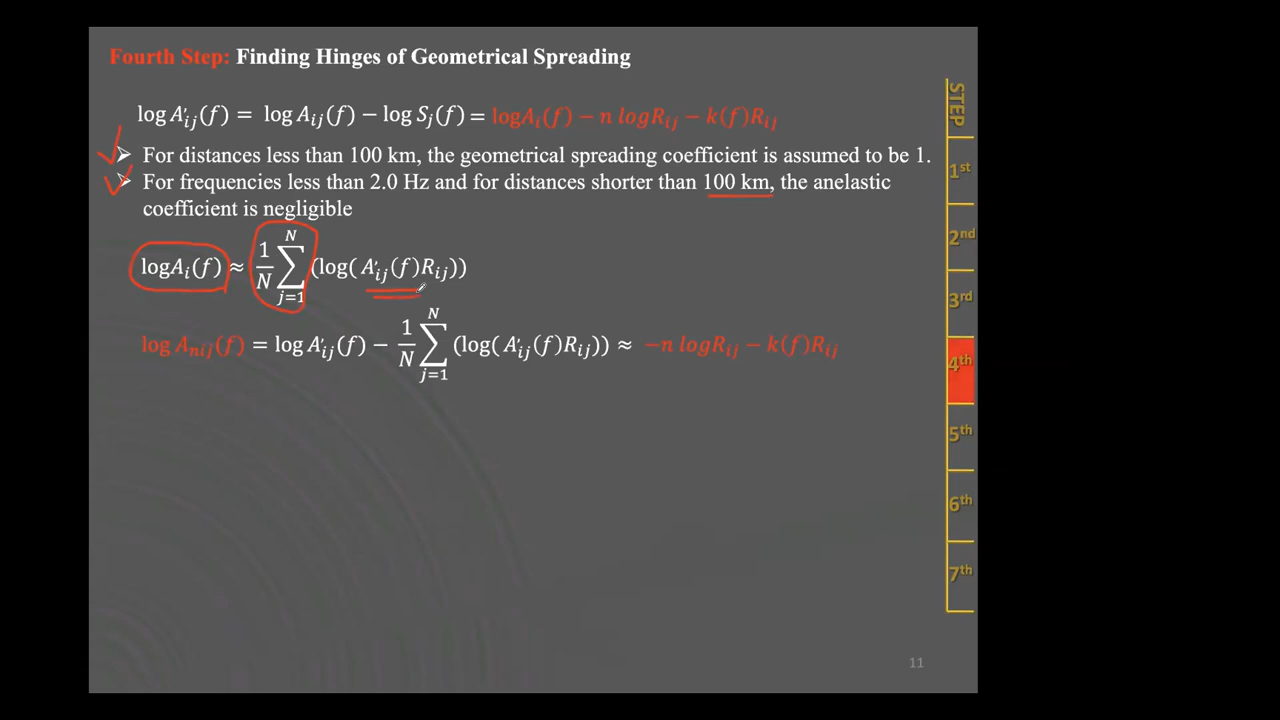 Fourth Step: Finding Hinges of Geometrical Spreading
log A′ij(f) = log Aij(f) − log Sj(f) = logAi(f) − n logRij − k(f)Rij
➢ For distances less than 100 km, the geometrical spreading coefficient is assumed to be 1.
➢ For frequencies less than 2.0 Hz and for distances shorter than 100 km, the anelastic
coefficient is negligible
logAi(f) ≈ 1/N ∑_{j=1}^{N} (log( A′ij(f)Rij))
log Anij(f) = log A′ij(f) − 1/N ∑_{j=1}^{N} (log( A′ij(f)Rij)) ≈ −n logRij − k(f)Rij
STEP
1st
2nd
3rd
4th
5th
6th
7th
11